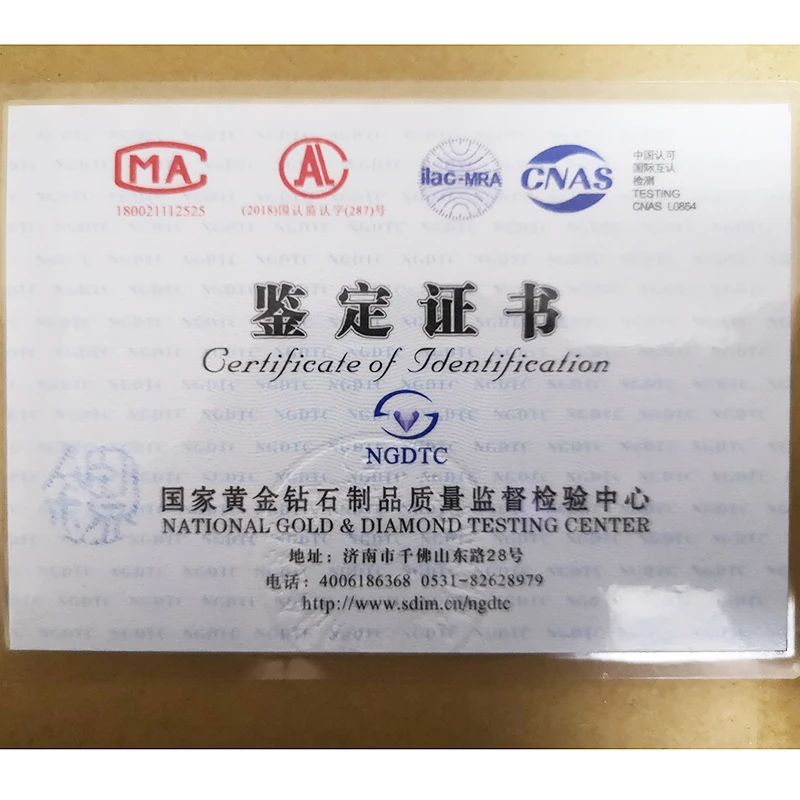 MA
180021112525
AL
(2018)国认监认字(287)号
ilac-MRA
CNAS
中国认可
国际互认
检测
TESTING
CNAS L0854
鉴定证书
Certificate of Identification
NGDTC
国家黄金钻石制品质量监督检验中心
NATIONAL GOLD & DIAMOND TESTING CENTER
地址：济南市千佛山东路28号
电话：4006186368 0531-82628979
http://www.sdim.cn/ngdtc